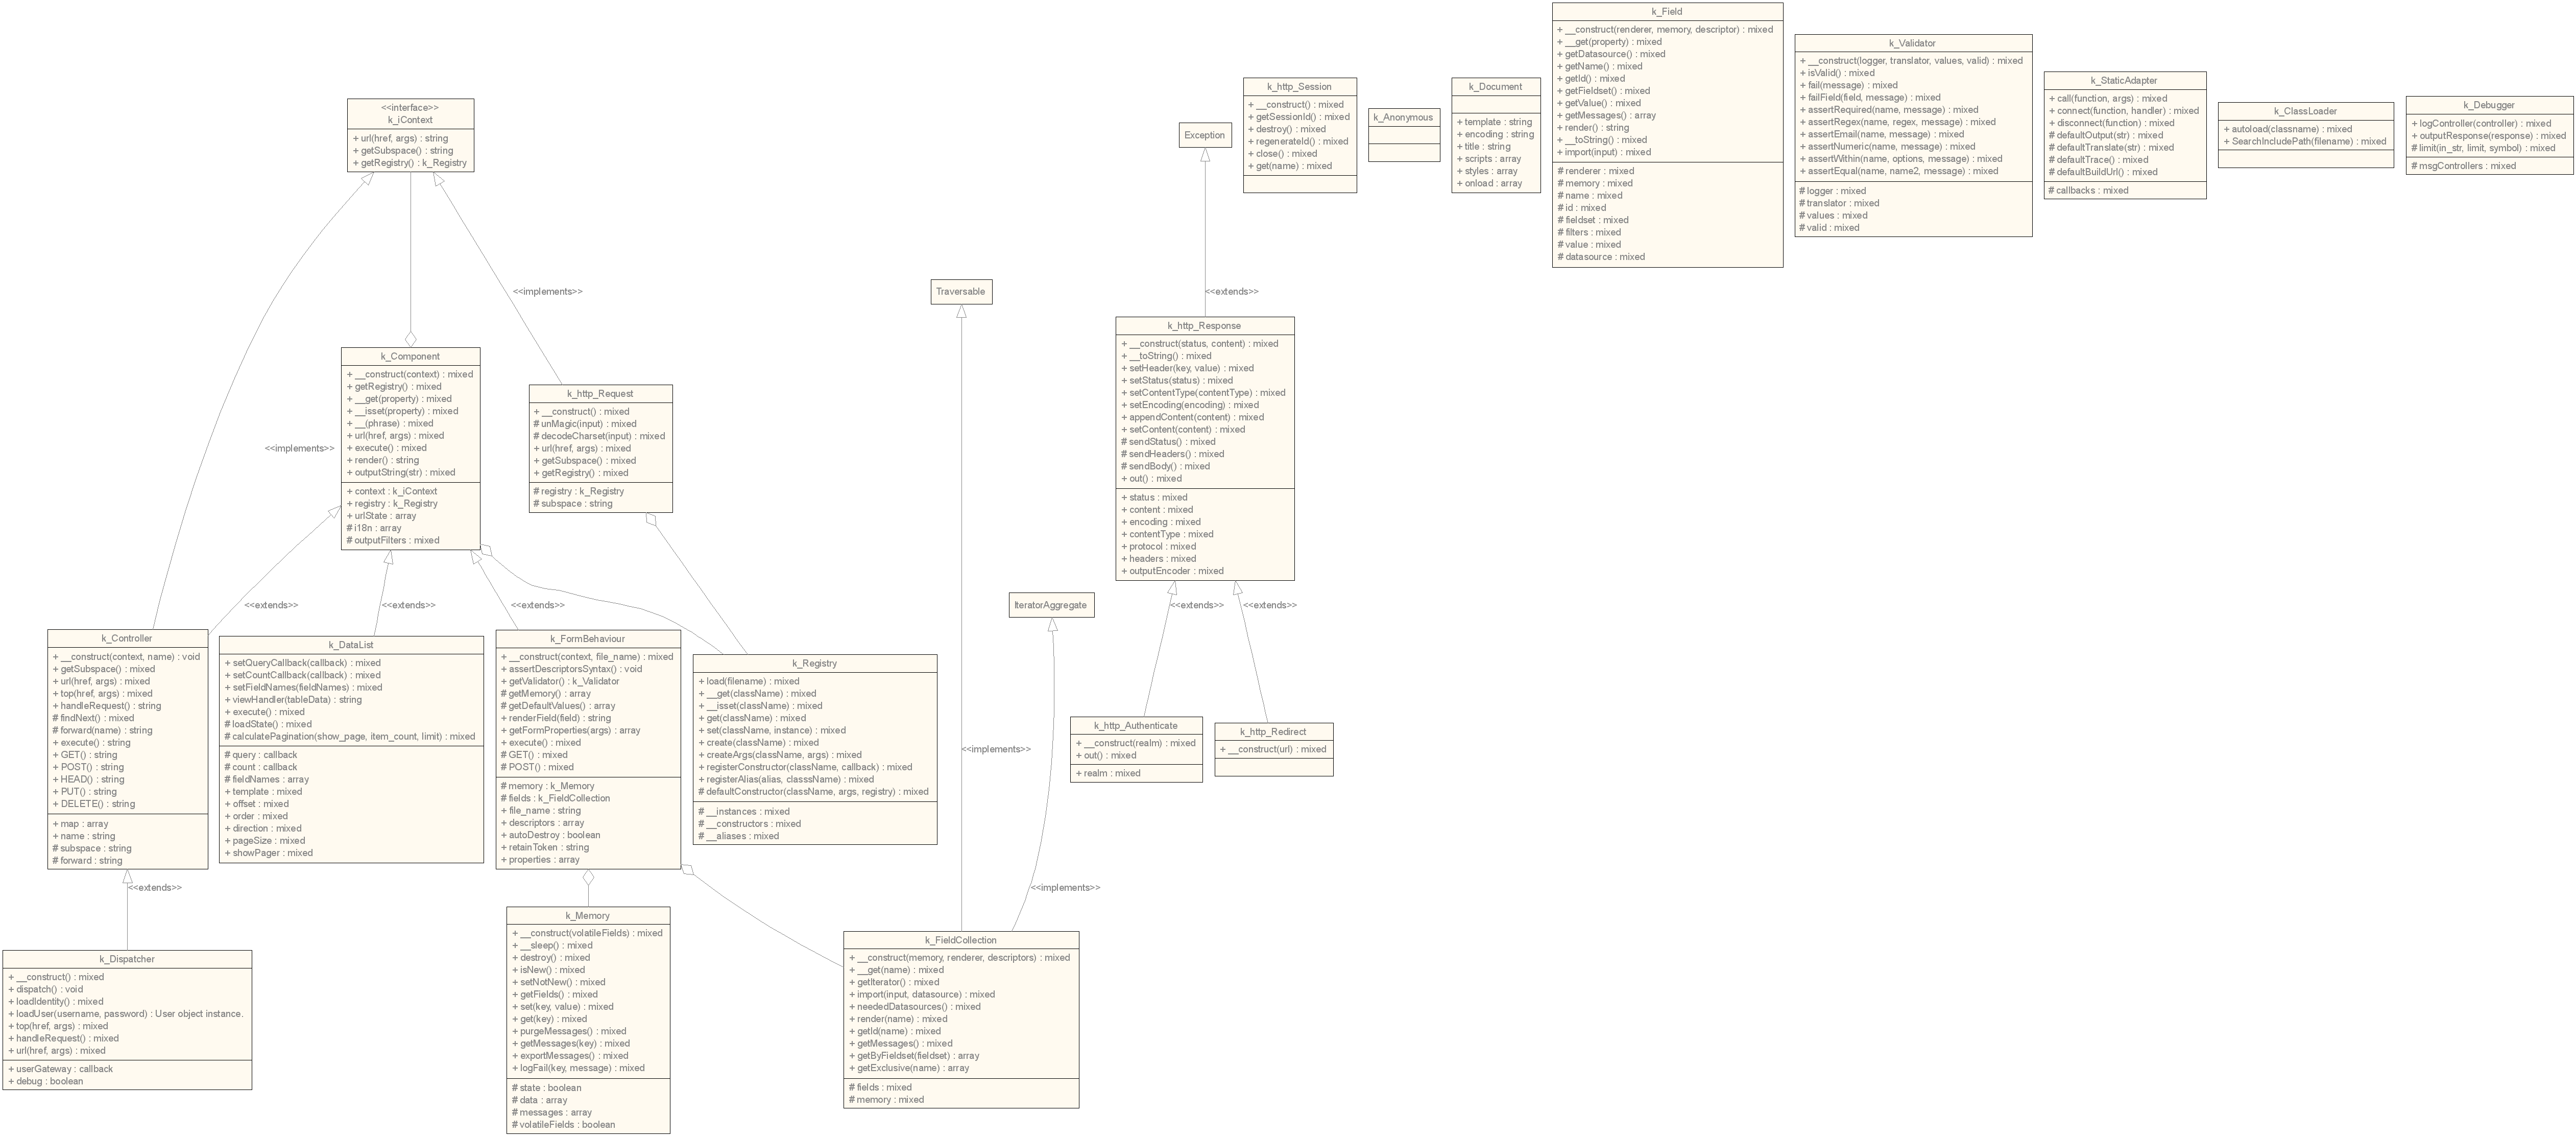 <<interface>>
k_iContext
+ url(href, args) : string
+ getSubspace() : string
+ getRegistry() : k_Registry
<<implements>>
<<implements>>
k_Component
+ __construct(context) : mixed
+ getRegistry() : mixed
+ __get(property) : mixed
+ __isset(property) : mixed
+ __(phrase) : mixed
+ url(href, args) : mixed
+ execute() : mixed
+ render() : string
+ outputString(str) : mixed
+ context : k_iContext
+ registry : k_Registry
+ urlState : array
# i18n : array
# outputFilters : mixed
k_http_Request
+ __construct() : mixed
# unMagic(input) : mixed
# decodeCharset(input) : mixed
+ url(href, args) : mixed
+ getSubspace() : mixed
+ getRegistry() : mixed
# registry : k_Registry
# subspace : string
<<extends>>
<<extends>>
<<extends>>
k_Controller
+ __construct(context, name) : void
+ getSubspace() : mixed
+ url(href, args) : mixed
+ top(href, args) : mixed
+ handleRequest() : string
# findNext() : mixed
# forward(name) : string
+ execute() : string
+ GET() : string
+ POST() : string
+ HEAD() : string
+ PUT() : string
+ DELETE() : string
+ map : array
+ name : string
# subspace : string
# forward : string
k_DataList
+ setQueryCallback(callback) : mixed
+ setCountCallback(callback) : mixed
+ setFieldNames(fieldNames) : mixed
+ viewHandler(tableData) : string
+ execute() : mixed
# loadState() : mixed
# calculatePagination(show_page, item_count, limit) : mixed
# query : callback
# count : callback
# fieldNames : array
+ template : mixed
+ offset : mixed
+ order : mixed
+ direction : mixed
+ pageSize : mixed
+ showPager : mixed
k_FormBehaviour
+ __construct(context, file_name) : mixed
+ assertDescriptorsSyntax() : void
+ getValidator() : k_Validator
# getMemory() : array
# getDefaultValues() : array
+ renderField(field) : string
+ getFormProperties(args) : array
+ execute() : mixed
# GET() : mixed
# POST() : mixed
# memory : k_Memory
# fields : k_FieldCollection
+ file_name : string
+ descriptors : array
+ autoDestroy : boolean
+ retainToken : string
+ properties : array
k_Registry
+ load(filename) : mixed
+ __get(className) : mixed
+ __isset(className) : mixed
+ get(className) : mixed
+ set(className, instance) : mixed
+ create(className) : mixed
+ createArgs(className, args) : mixed
+ registerConstructor(className, callback) : mixed
+ registerAlias(alias, classsName) : mixed
# defaultConstructor(className, args, registry) : mixed
# __instances : mixed
# __constructors : mixed
# __aliases : mixed
<<extends>>
k_Dispatcher
+ __construct() : mixed
+ dispatch() : void
+ loadIdentity() : mixed
+ loadUser(username, password) : User object instance.
+ top(href, args) : mixed
+ handleRequest() : mixed
+ url(href, args) : mixed
+ userGateway : callback
+ debug : boolean
k_Memory
+ __construct(volatileFields) : mixed
+ __sleep() : mixed
+ destroy() : mixed
+ isNew() : mixed
+ setNotNew() : mixed
+ getFields() : mixed
+ set(key, value) : mixed
+ get(key) : mixed
+ purgeMessages() : mixed
+ getMessages(key) : mixed
+ exportMessages() : mixed
+ logFail(key, message) : mixed
# state : boolean
# data : array
# messages : array
# volatileFields : boolean
Traversable
IteratorAggregate
<<implements>>
<<implements>>
k_FieldCollection
+ __construct(memory, renderer, descriptors) : mixed
+ __get(name) : mixed
+ getIterator() : mixed
+ import(input, datasource) : mixed
+ neededDatasources() : mixed
+ render(name) : mixed
+ getId(name) : mixed
+ getMessages() : mixed
+ getByFieldset(fieldset) : array
+ getExclusive(name) : array
# fields : mixed
# memory : mixed
Exception
<<extends>>
k_http_Response
+ __construct(status, content) : mixed
+ __toString() : mixed
+ setHeader(key, value) : mixed
+ setStatus(status) : mixed
+ setContentType(contentType) : mixed
+ setEncoding(encoding) : mixed
+ appendContent(content) : mixed
+ setContent(content) : mixed
# sendStatus() : mixed
# sendHeaders() : mixed
# sendBody() : mixed
+ out() : mixed
+ status : mixed
+ content : mixed
+ encoding : mixed
+ contentType : mixed
+ protocol : mixed
+ headers : mixed
+ outputEncoder : mixed
<<extends>>
<<extends>>
k_http_Authenticate
+ __construct(realm) : mixed
+ out() : mixed
+ realm : mixed
k_http_Redirect
+ __construct(url) : mixed
k_http_Session
+ __construct() : mixed
+ getSessionId() : mixed
+ destroy() : mixed
+ regenerateId() : mixed
+ close() : mixed
+ get(name) : mixed
k_Anonymous
k_Document
+ template : string
+ encoding : string
+ title : string
+ scripts : array
+ styles : array
+ onload : array
k_Field
+ __construct(renderer, memory, descriptor) : mixed
+ __get(property) : mixed
+ getDatasource() : mixed
+ getName() : mixed
+ getId() : mixed
+ getFieldset() : mixed
+ getValue() : mixed
+ getMessages() : array
+ render() : string
+ __toString() : mixed
+ import(input) : mixed
# renderer : mixed
# memory : mixed
# name : mixed
# id : mixed
# fieldset : mixed
# filters : mixed
# value : mixed
# datasource : mixed
k_Validator
+ __construct(logger, translator, values, valid) : mixed
+ isValid() : mixed
+ fail(message) : mixed
+ failField(field, message) : mixed
+ assertRequired(name, message) : mixed
+ assertRegex(name, regex, message) : mixed
+ assertEmail(name, message) : mixed
+ assertNumeric(name, message) : mixed
+ assertWithin(name, options, message) : mixed
+ assertEqual(name, name2, message) : mixed
# logger : mixed
# translator : mixed
# values : mixed
# valid : mixed
k_StaticAdapter
+ call(function, args) : mixed
+ connect(function, handler) : mixed
+ disconnect(function) : mixed
# defaultOutput(str) : mixed
# defaultTranslate(str) : mixed
# defaultTrace() : mixed
# defaultBuildUrl() : mixed
# callbacks : mixed
k_ClassLoader
+ autoload(classname) : mixed
+ SearchIncludePath(filename) : mixed
k_Debugger
+ logController(controller) : mixed
+ outputResponse(response) : mixed
# limit(in_str, limit, symbol) : mixed
# msgControllers : mixed